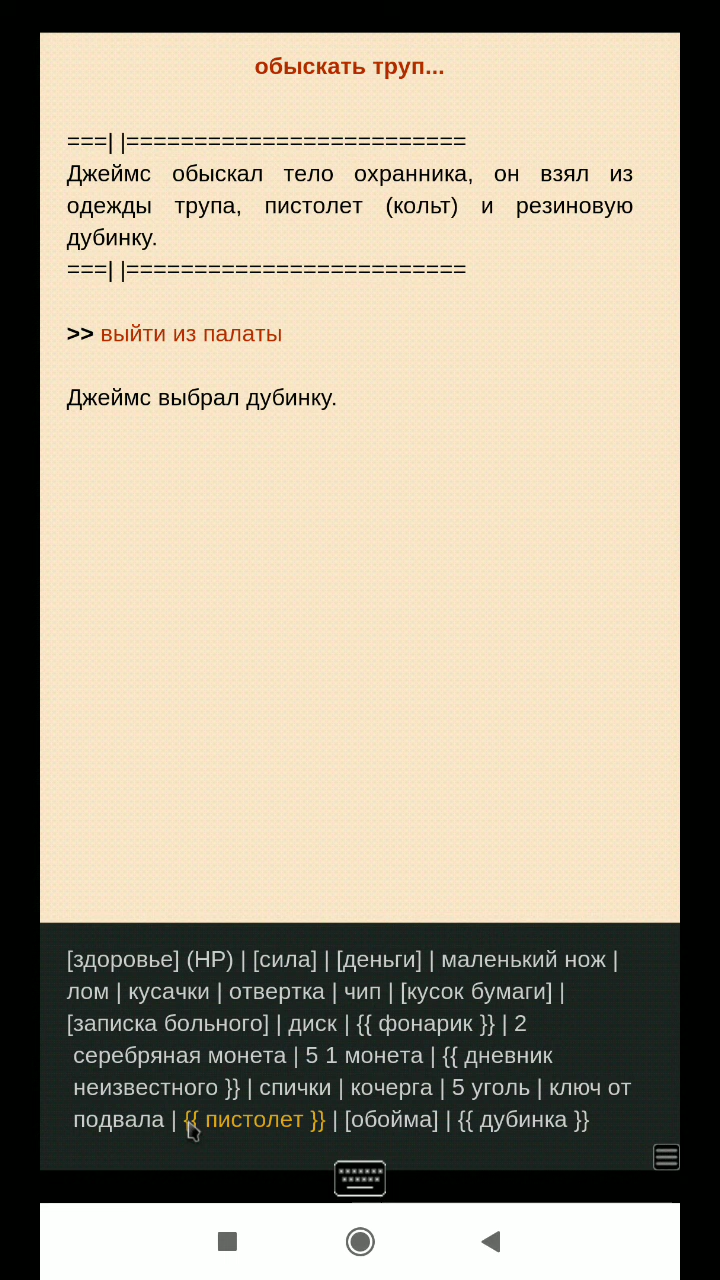 обыскать труп...
===| |=========================
Джеймс обыскал тело охранника, он взял из
одежды трупа, пистолет (кольт) и резиновую
дубинку.
===| |=========================
>> выйти из палаты
Джеймс выбрал дубинку.
[здоровье] (HP) | [сила] | [деньги] | маленький нож |
лом | кусачки | отвертка | чип | [кусок бумаги] |
[записка больного] | диск | {{ фонарик }} | 2
серебряная монета | 5 1 монета | {{ дневник
неизвестного }} | спички | кочерга | 5 уголь | ключ от
подвала | {{ пистолет }} | [обойма] | {{ дубинка }}